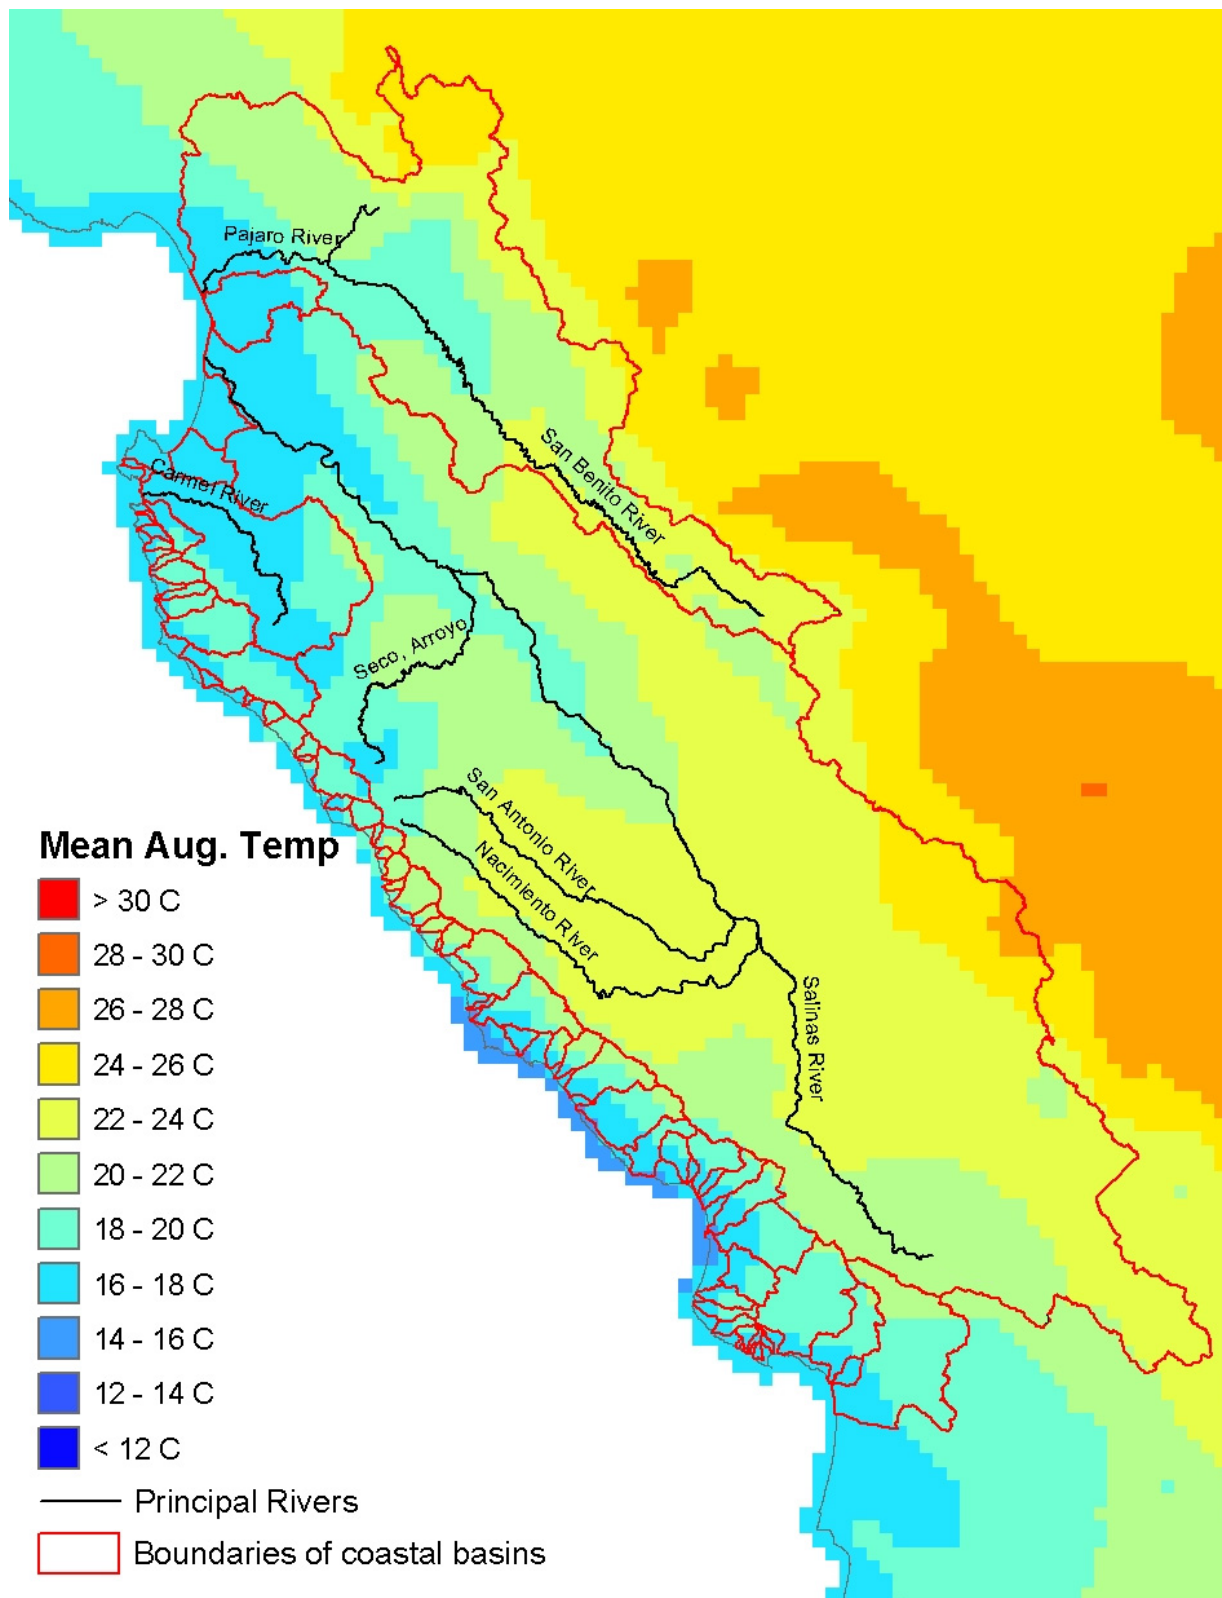 Pajaro River
San Benito River
Carmel River
Seco, Arroyo
San Antonio River
Nacimiento River
Salinas River
Mean Aug. Temp
> 30 C
28 - 30 C
26 - 28 C
24 - 26 C
22 - 24 C
20 - 22 C
18 - 20 C
16 - 18 C
14 - 16 C
12 - 14 C
< 12 C
Principal Rivers
Boundaries of coastal basins